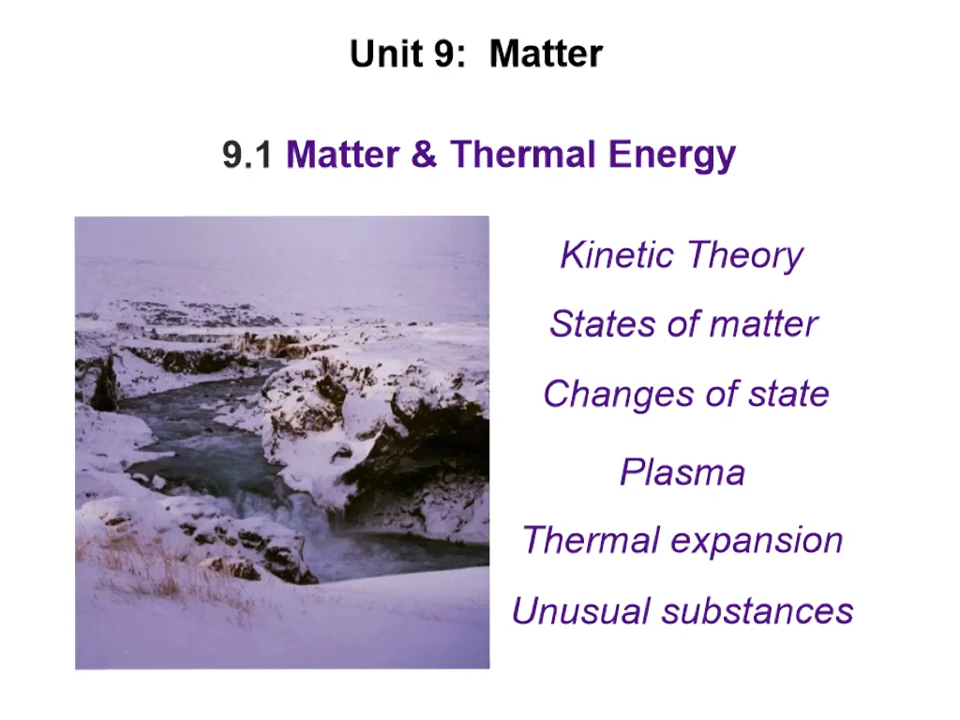 Unit 9: Matter
9.1 Matter & Thermal Energy
Kinetic Theory
States of matter
Changes of state
Plasma
Thermal expansion
Unusual substances